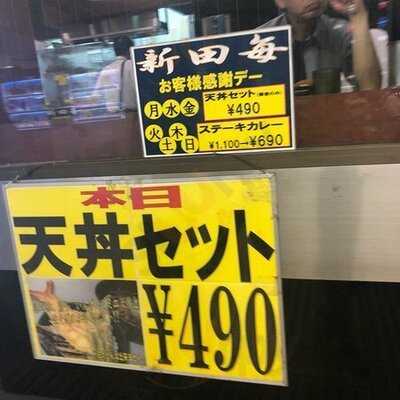 新田毎
お客様感謝デー
月 水 金 天丼セット
¥490
火 木 土 日 ステーキカレー
¥1,100→¥690
本日
天丼セット
¥490